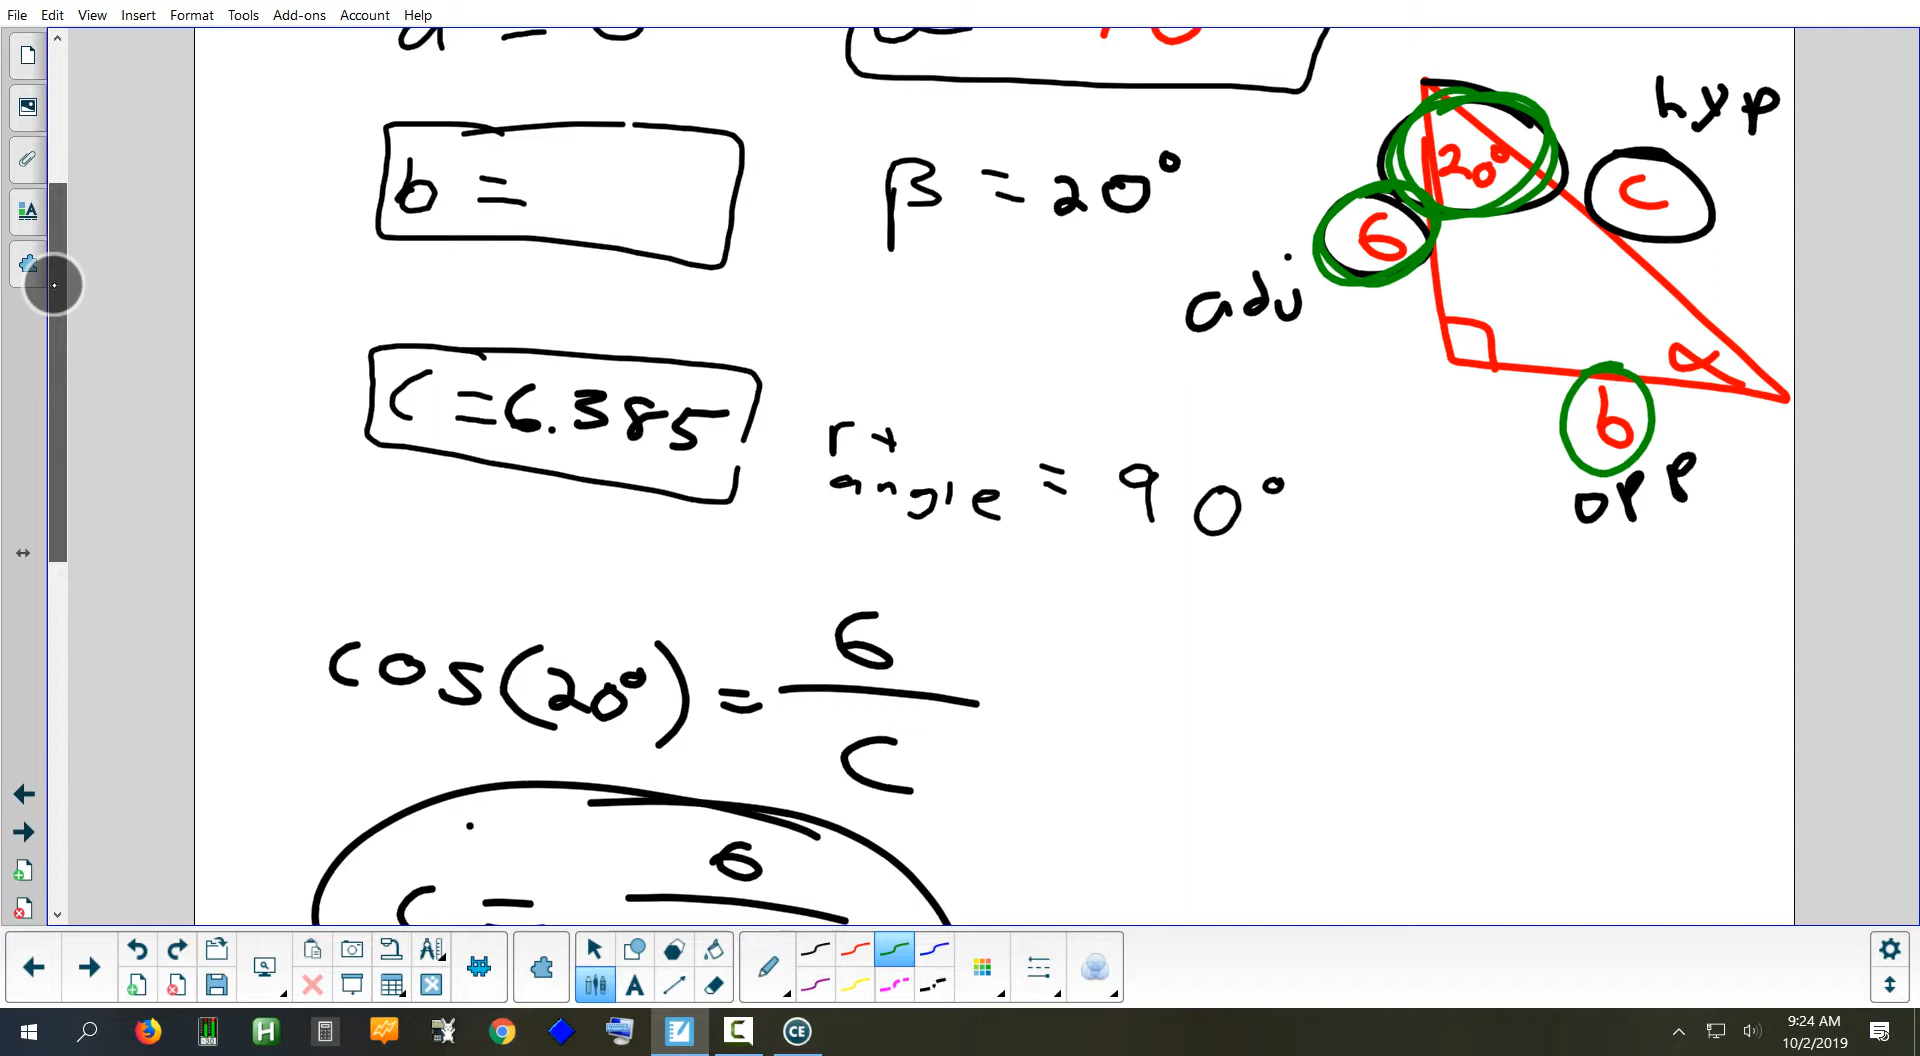 File Edit View Insert Format Tools Add-ons Account Help
hyp
20°
b =
β = 20°
6
c
adj
α
c = 6.385
rt
angle = 90°
b
opp
cos(20°) = 6
c
6
c =
A
CE
9:24 AM
10/2/2019